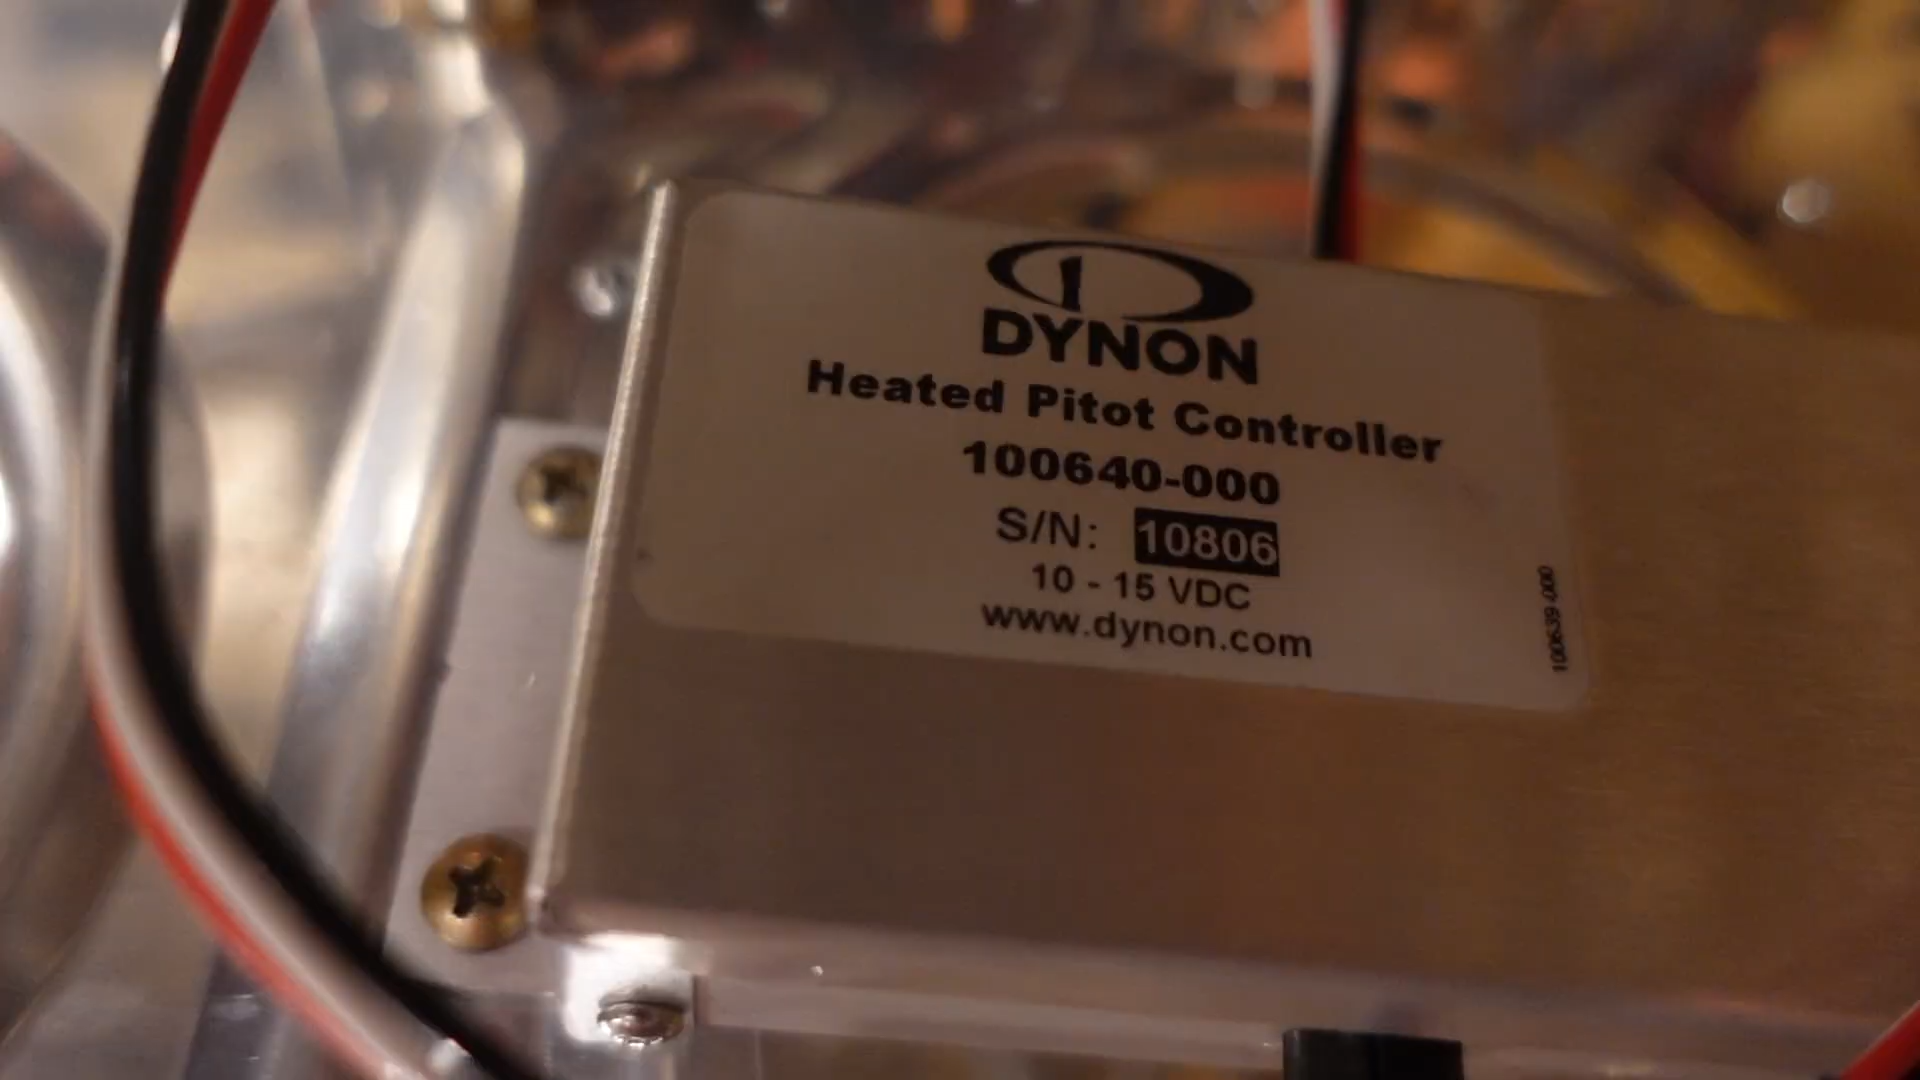 DYNON
Heated Pitot Controller
100640-000
S/N: 10806
10 - 15 VDC
www.dynon.com
100639-000